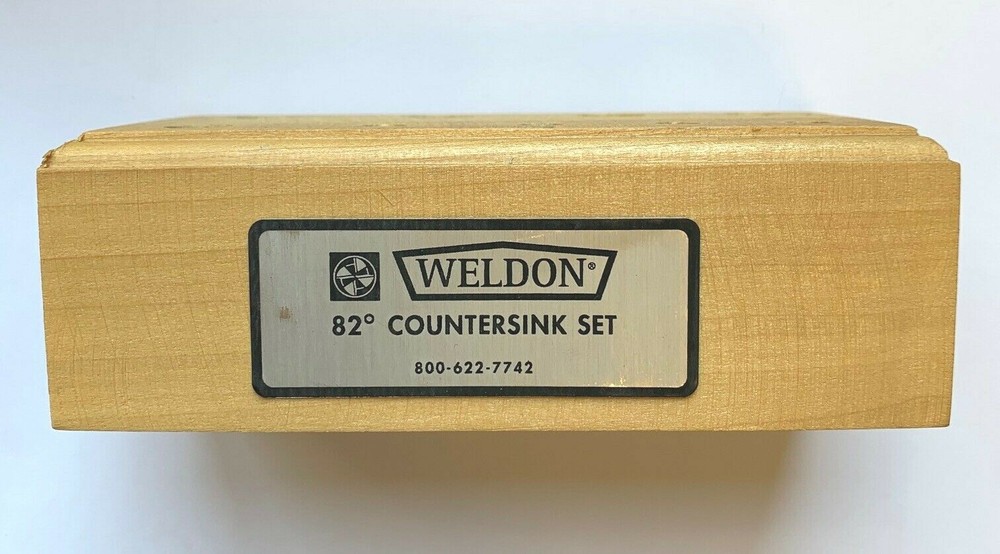 WELDON®
82° COUNTERSINK SET
800-622-7742